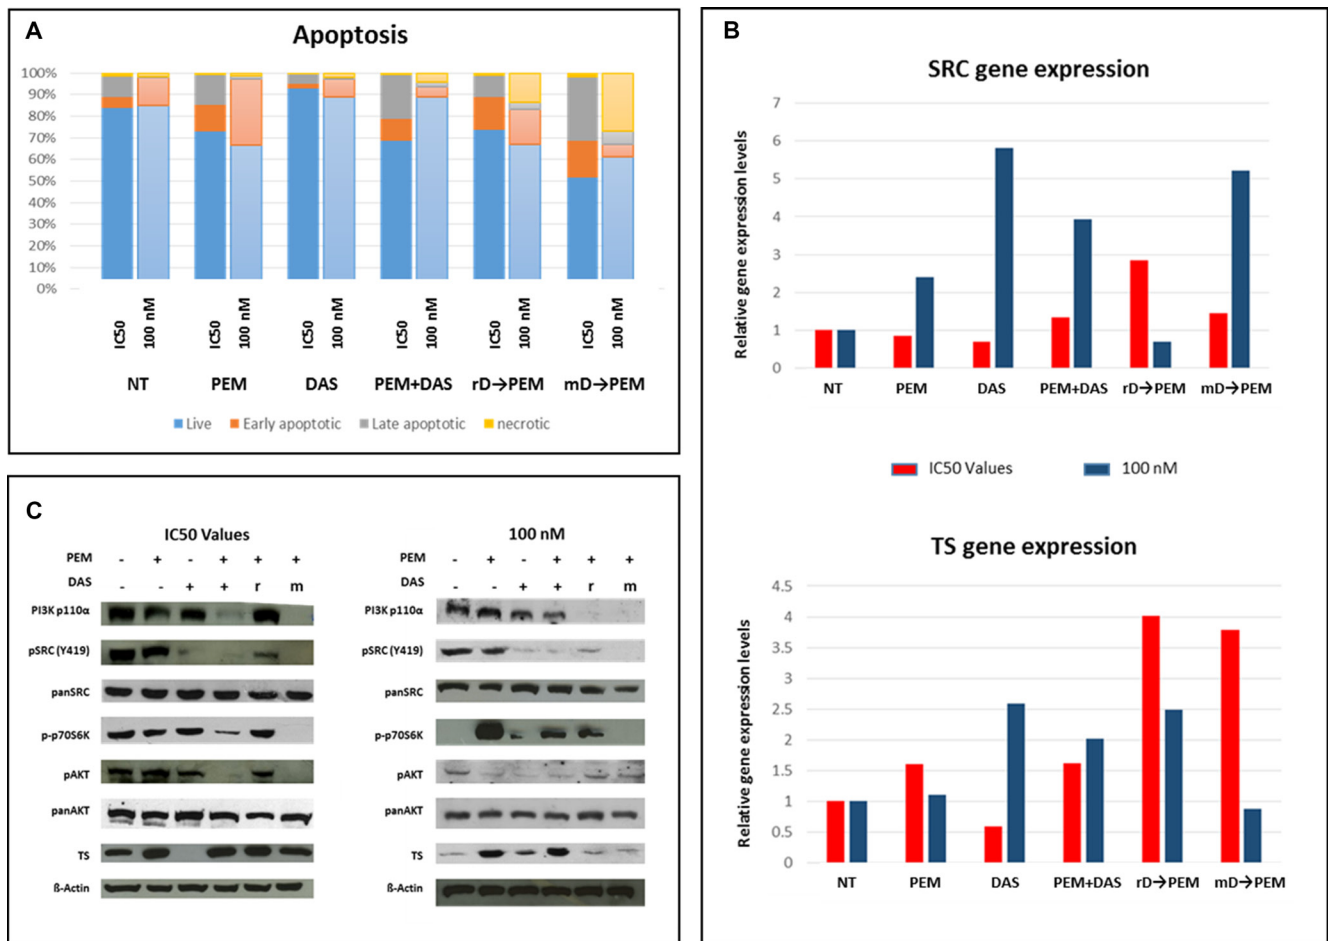 A
Apoptosis
100%
90%
80%
70%
60%
50%
40%
30%
20%
10%
0%
IC50
100 nM
IC50
100 nM
IC50
100 nM
IC50
100 nM
IC50
100 nM
IC50
100 nM
NT PEM DAS PEM+DAS rD→PEM mD→PEM
Live Early apoptotic Late apoptotic necrotic
B
SRC gene expression
Relative gene expression levels
7
6
5
4
3
2
1
0
NT PEM DAS PEM+DAS rD→PEM mD→PEM
IC50 Values 100 nM
TS gene expression
Relative gene expression levels
4.5
4
3.5
3
2.5
2
1.5
1
0.5
0
NT PEM DAS PEM+DAS rD→PEM mD→PEM
C
IC50 Values
PEM - + - + + +
DAS - - + + r m
PI3K p110α
pSRC (Y419)
panSRC
p-p70S6K
pAKT
panAKT
TS
ß-Actin
100 nM
PEM - + - + + +
DAS - - + + r m
PI3K p110α
pSRC (Y419)
panSRC
p-p70S6K
pAKT
panAKT
TS
ß-Actin